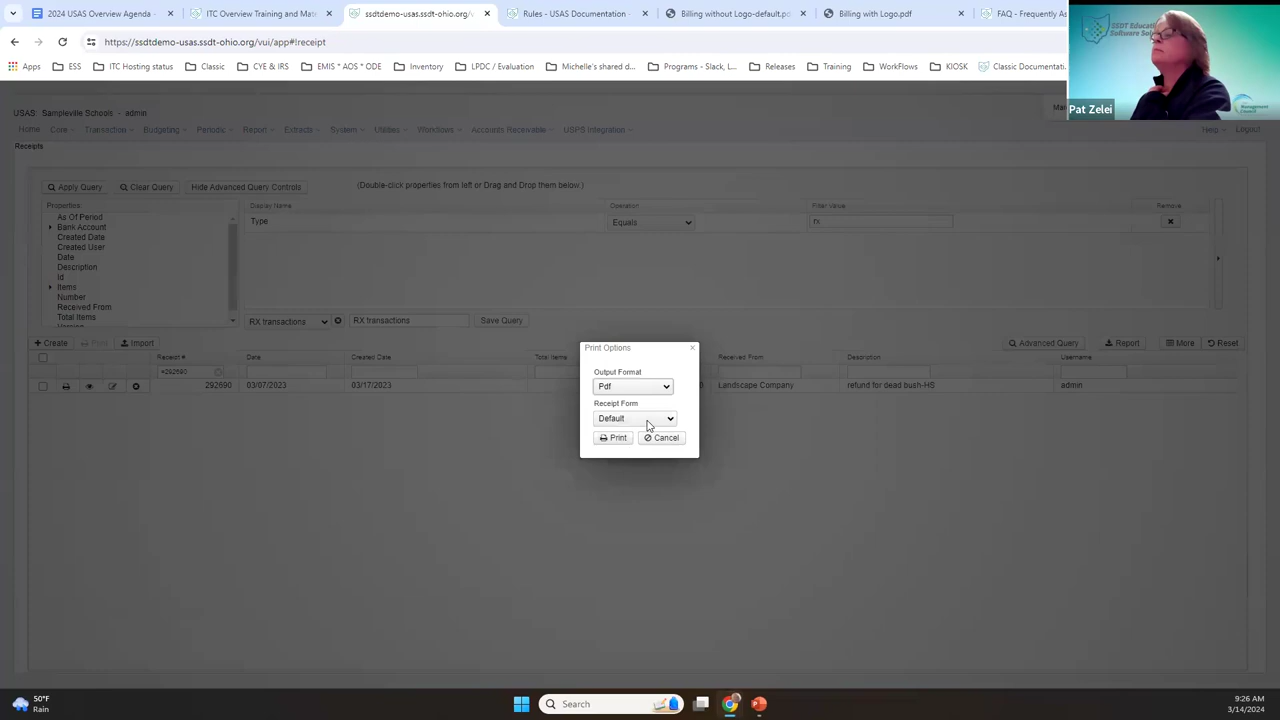 2024 USAS Overview Agenda -
ITC Overview Training and Mat
ssdtdemo-usas.ssdt-ohio.org/
Rules - USAS Documentation
Billing without Logo-default.po
Billing with Logo.pdf
FAQ - Frequently As
https://ssdtdemo-usas.ssdt-ohio.org/vui/app#!receipt
Apps
ESS
ITC Hosting status
Classic
CYE & IRS
EMIS * AOS * ODE
Inventory
LPDC / Evaluation
Michelle's shared d...
Programs - Slack, L...
Releases
Training
WorkFlows
KIOSK
Classic Documentati
Pat Zelei
USAS: Sampleville Schools - admin
Home Core Transaction Budgeting Periodic Report Extracts System Utilities Workflows Accounts Receivable USPS Integration Help Logout
Receipts
Apply Query Clear Query Hide Advanced Query Controls (Double-click properties from left or Drag and Drop them below.)
Properties:
As Of Period
Bank Account
Created Date
Created User
Date
Description
Id
Items
Number
Received From
Total Items
Display Name Operation Filter Value Remove
Type Equals rx
RX transactions RX transactions Save Query
Create Print Import Advanced Query Report More Reset
Receipt # Date Created Date Total Items Received From Description Username
=292690
292690 03/07/2023 03/17/2023 Landscape Company refund for dead bush-HS admin
Print Options
Output Format
Pdf
Receipt Form
Default
Print Cancel
50°F
Rain
Search
9:26 AM
3/14/2024